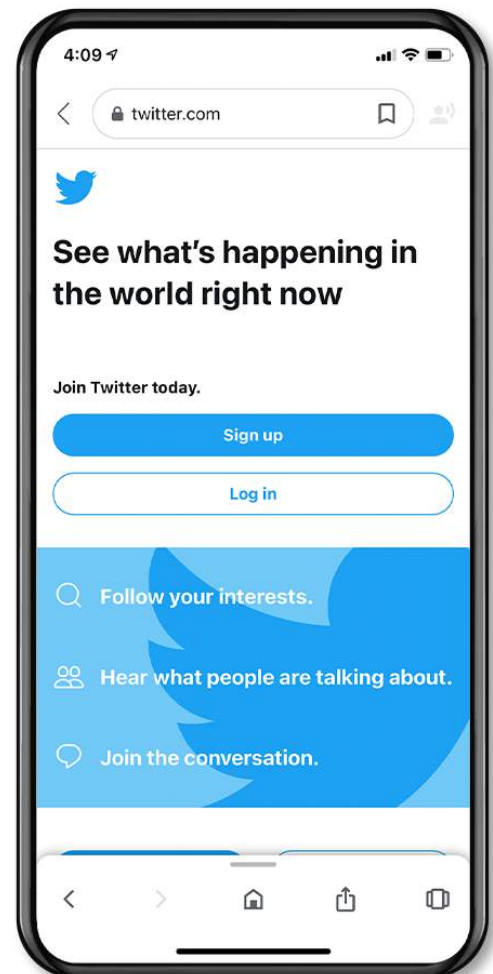 4:09
twitter.com
See what's happening in
the world right now
Join Twitter today.
Sign up
Log in
Follow your interests.
Hear what people are talking about.
Join the conversation.